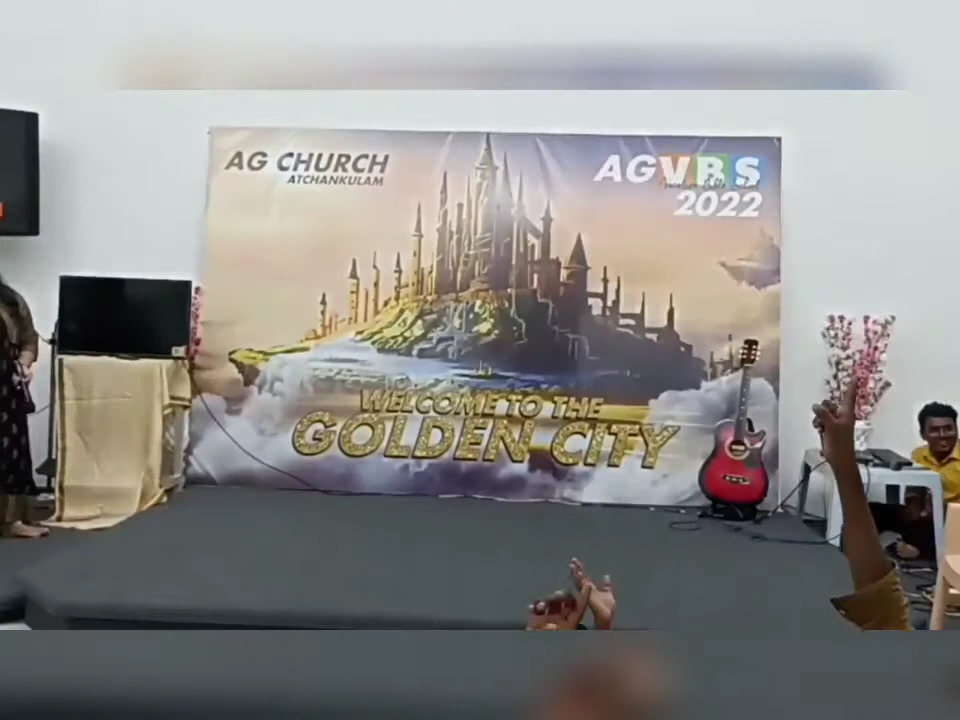 AG CHURCH
ATCHANKULAM
AGVBS
2022
WELCOME TO THE
GOLDEN CITY